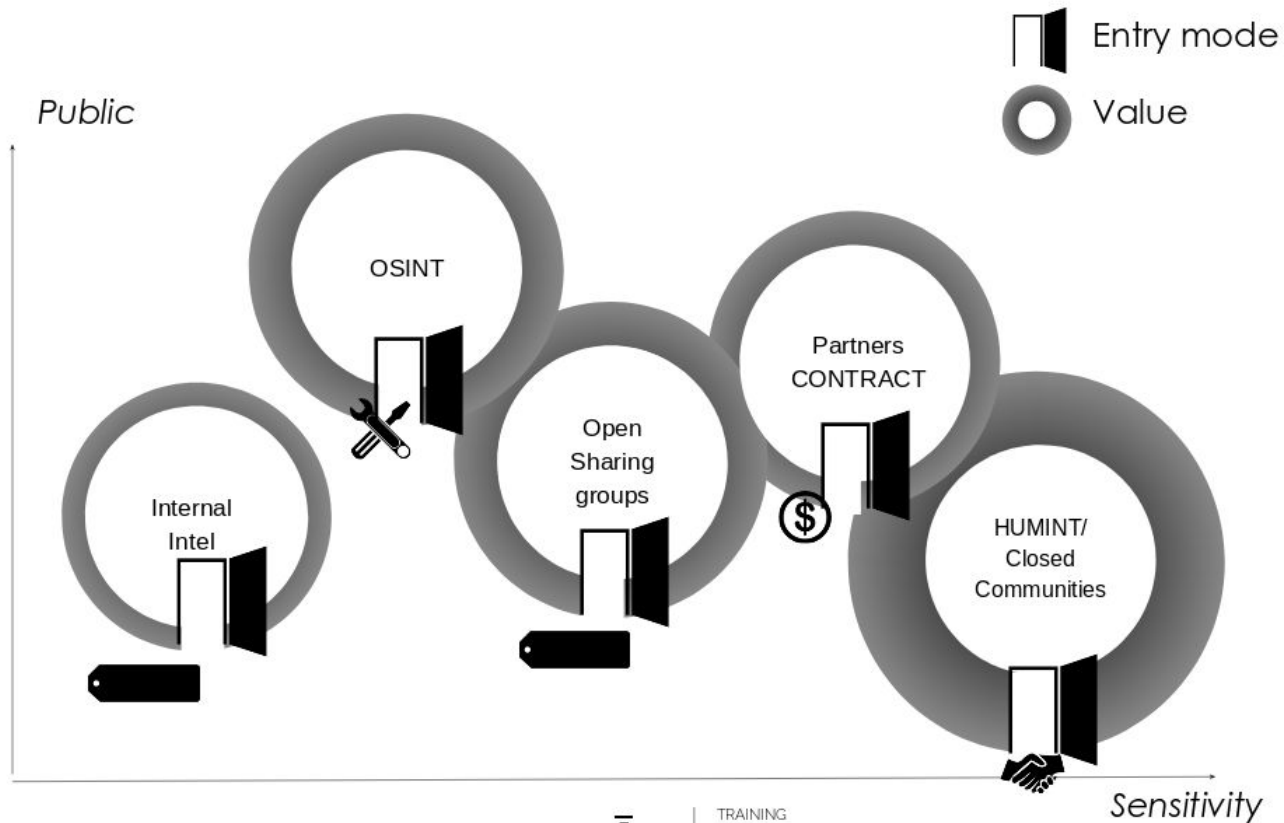 Entry mode
Value
Public
OSINT
Partners
CONTRACT
Open
Sharing
groups
Internal
Intel
$
HUMINT/
Closed
Communities
Sensitivity
TRAINING